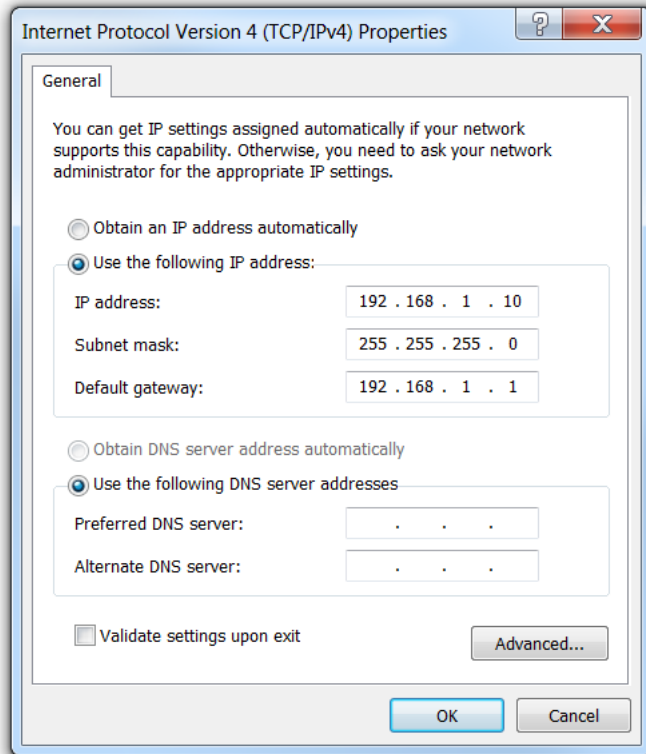 Internet Protocol Version 4 (TCP/IPv4) Properties
General
You can get IP settings assigned automatically if your network
supports this capability. Otherwise, you need to ask your network
administrator for the appropriate IP settings.
Obtain an IP address automatically
Use the following IP address:
IP address: 192 . 168 . 1 . 10
Subnet mask: 255 . 255 . 255 . 0
Default gateway: 192 . 168 . 1 . 1
Obtain DNS server address automatically
Use the following DNS server addresses
Preferred DNS server: . . .
Alternate DNS server: . . .
Validate settings upon exit
Advanced...
OK Cancel